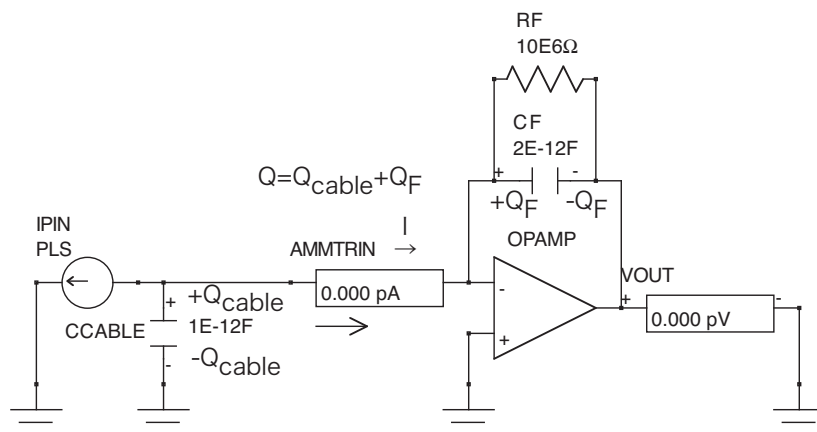 RF
10E6Ω
CF
2E-12F
+ -
+QF -QF
Q=Qcable+QF
I
→
IPIN
PLS
AMMTRIN
OPAMP
0.000 pA
-
+
VOUT
+ -
0.000 pV
+ +Qcable
CCABLE 1E-12F
- -Qcable